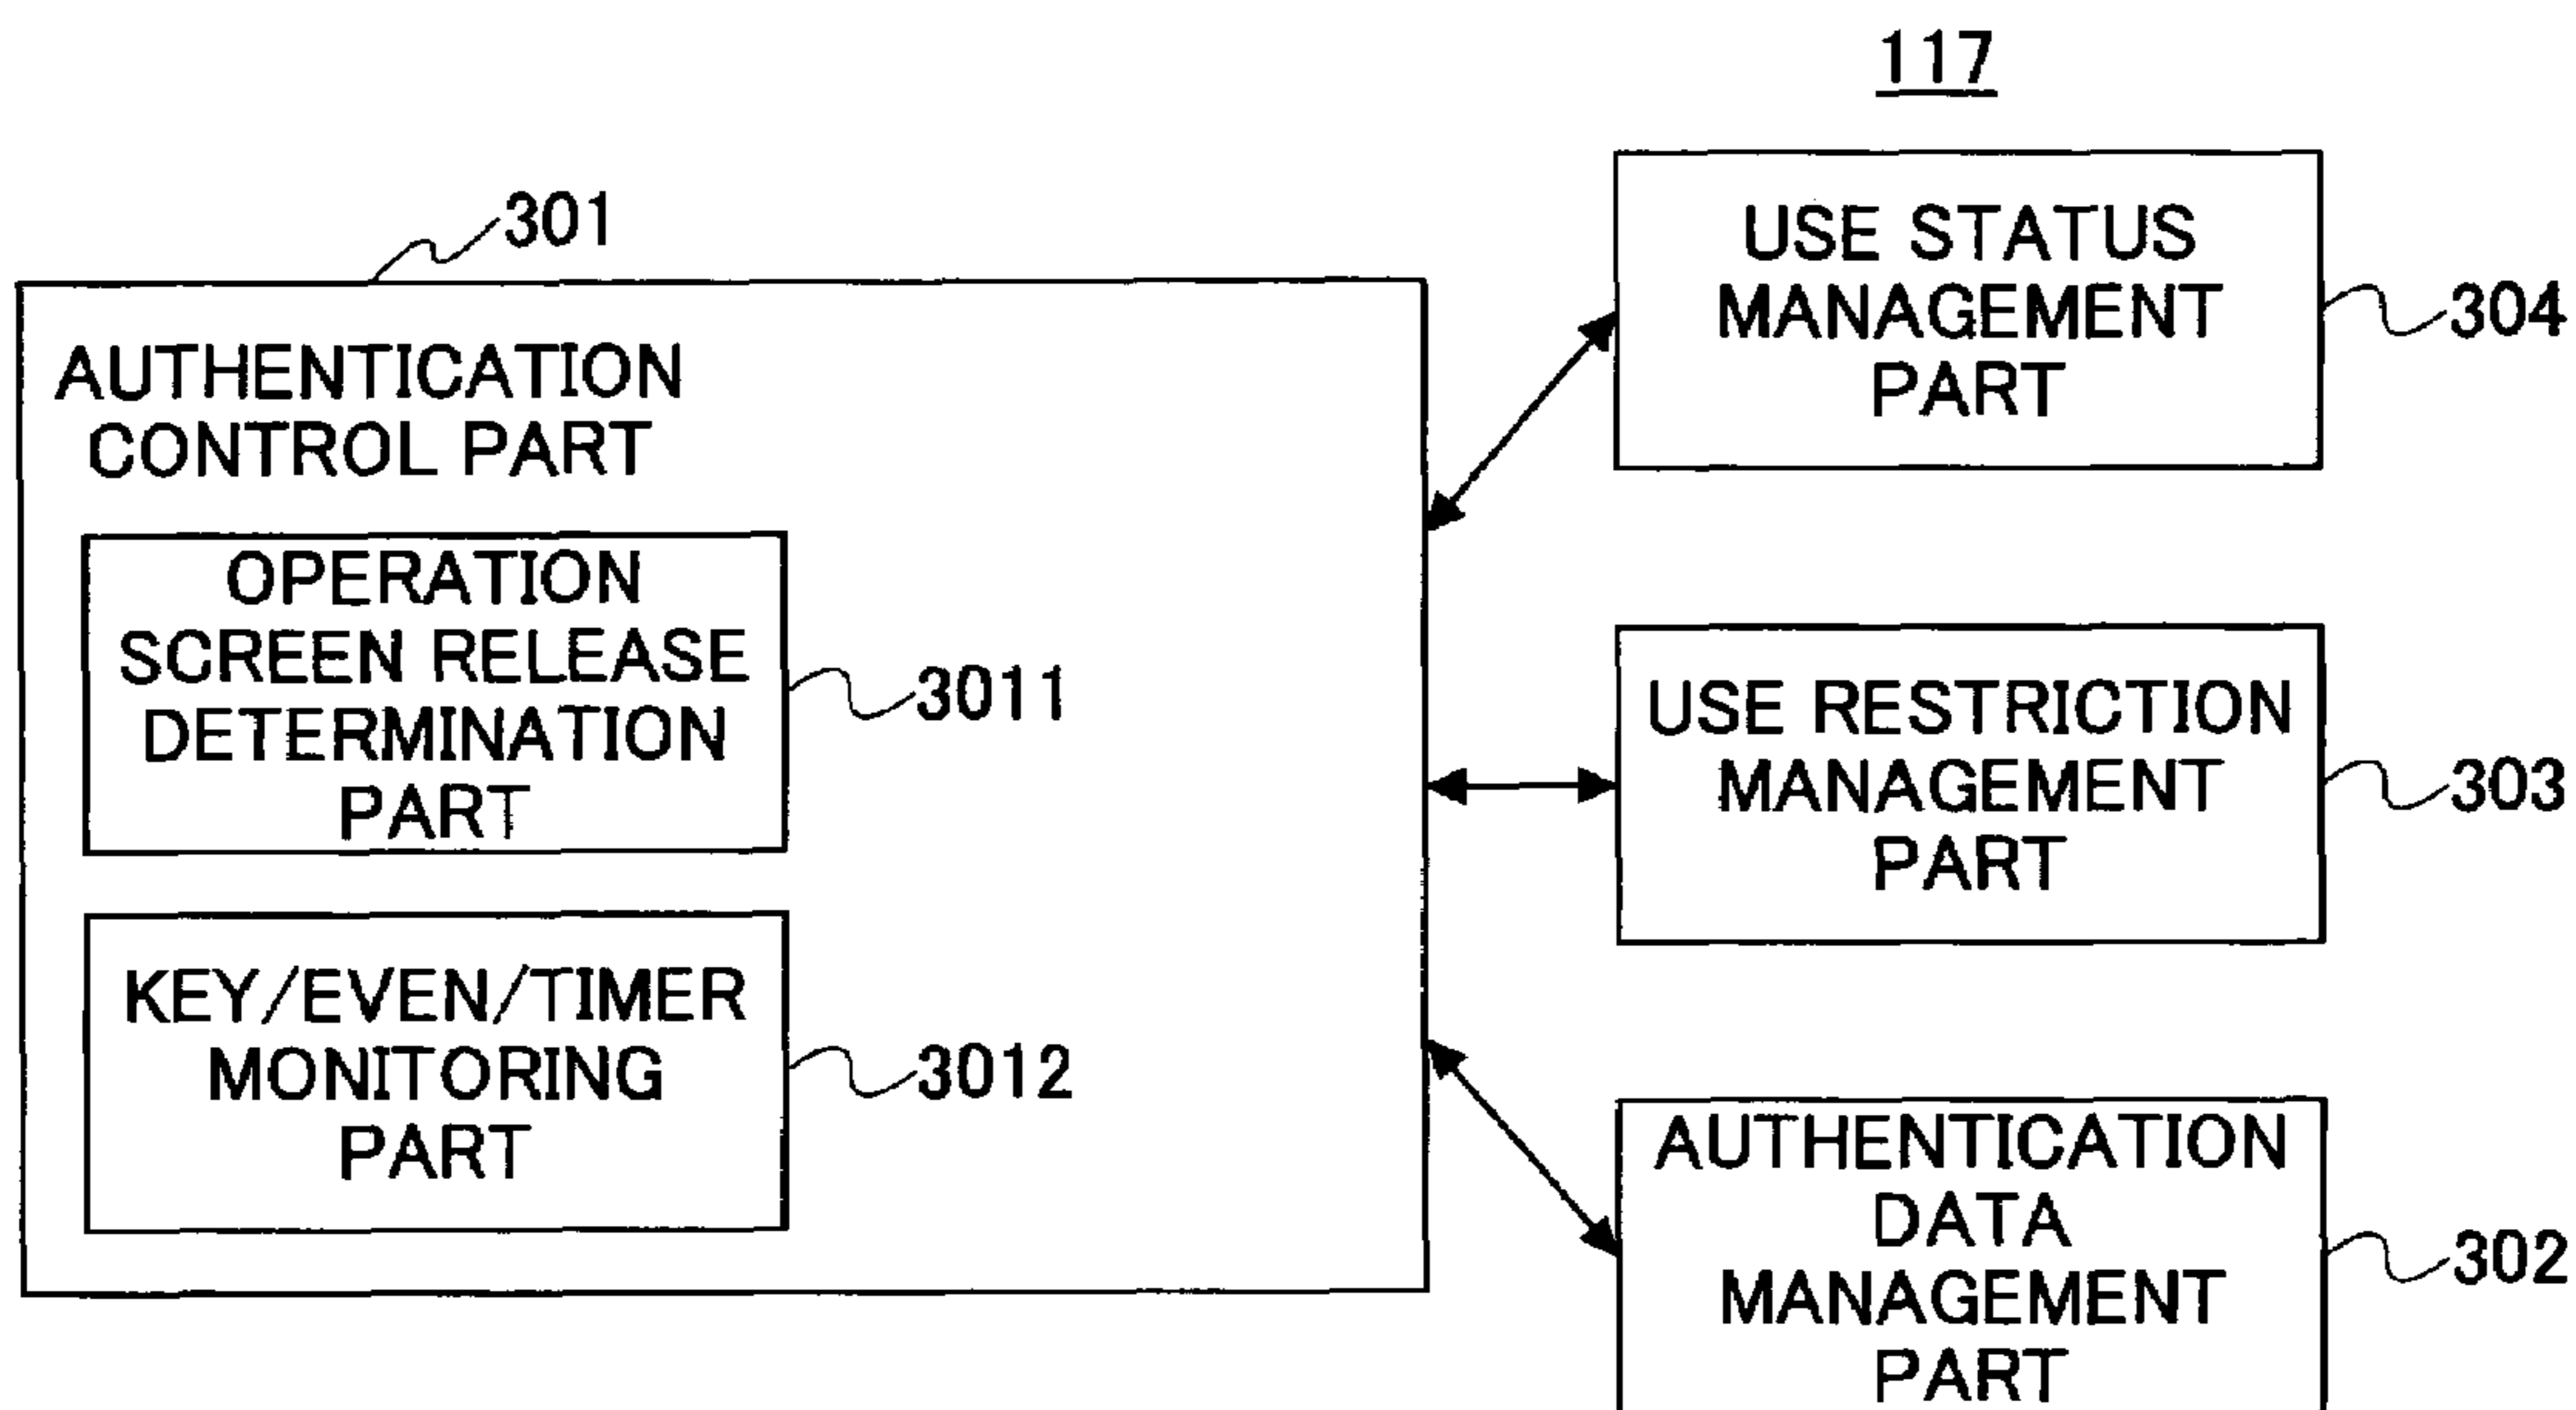 117
301
AUTHENTICATION
CONTROL PART
OPERATION
SCREEN RELEASE
DETERMINATION
PART
3011
KEY/EVEN/TIMER
MONITORING
PART
3012
USE STATUS
MANAGEMENT
PART
304
USE RESTRICTION
MANAGEMENT
PART
303
AUTHENTICATION
DATA
MANAGEMENT
PART
302